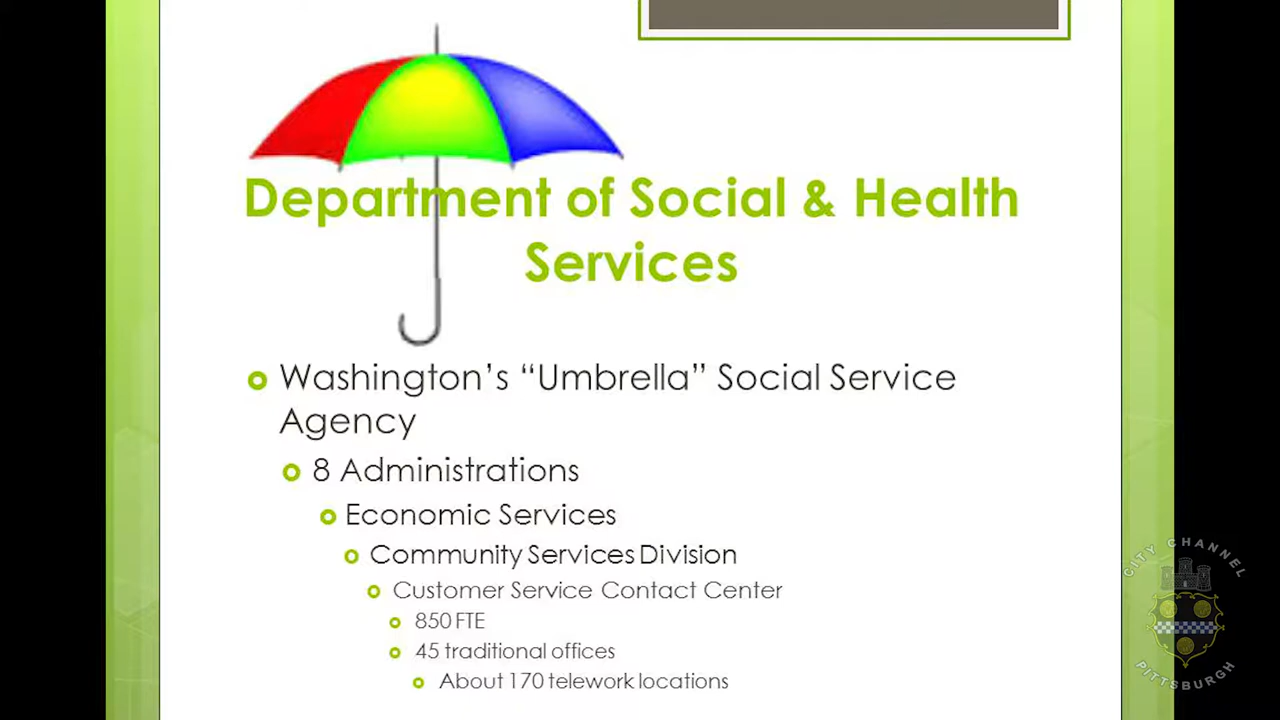 Department of Social & Health
Services
Washington's “Umbrella” Social Service
Agency
8 Administrations
Economic Services
Community Services Division
Customer Service Contact Center
850 FTE
45 traditional offices
About 170 telework locations
CITY CHANNEL
PITTSBURGH